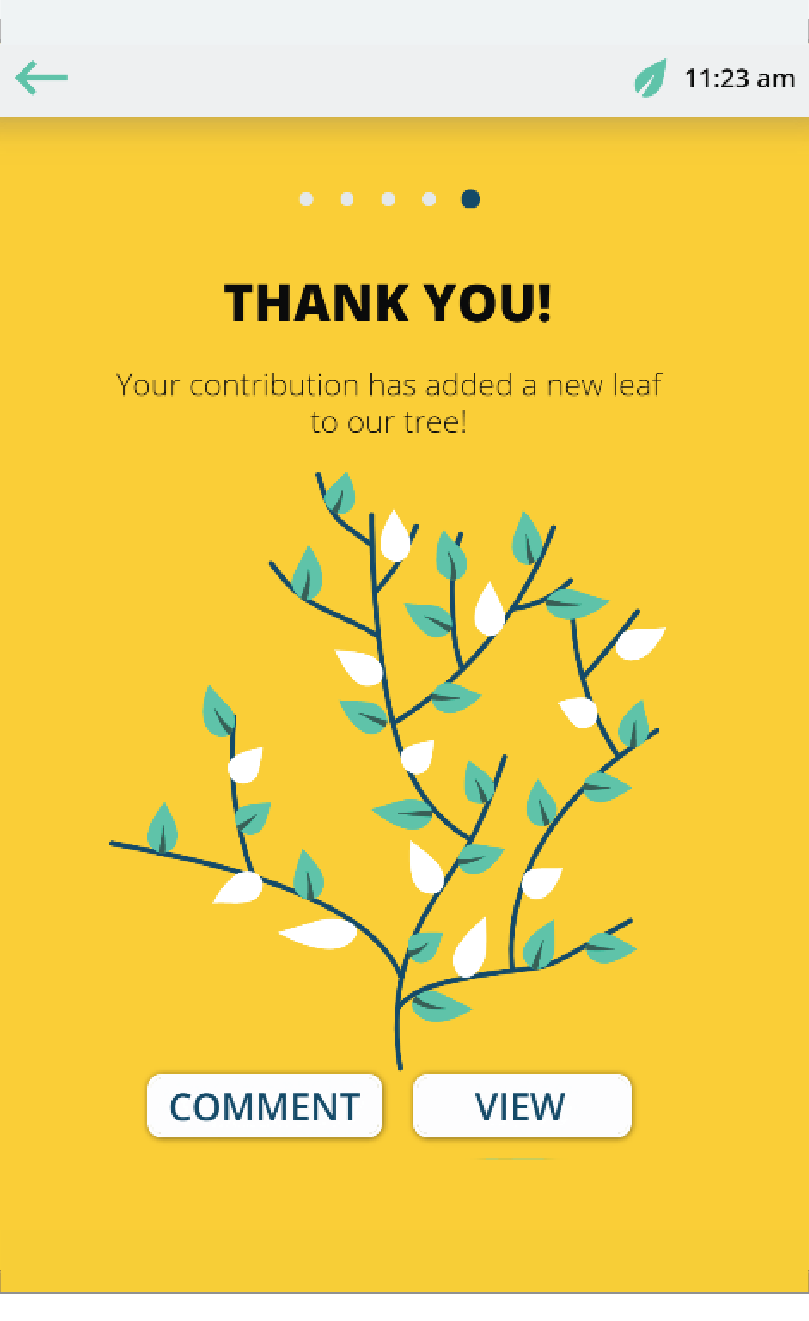 11:23 am
THANK YOU!
Your contribution has added a new leaf
to our tree!
COMMENT
VIEW